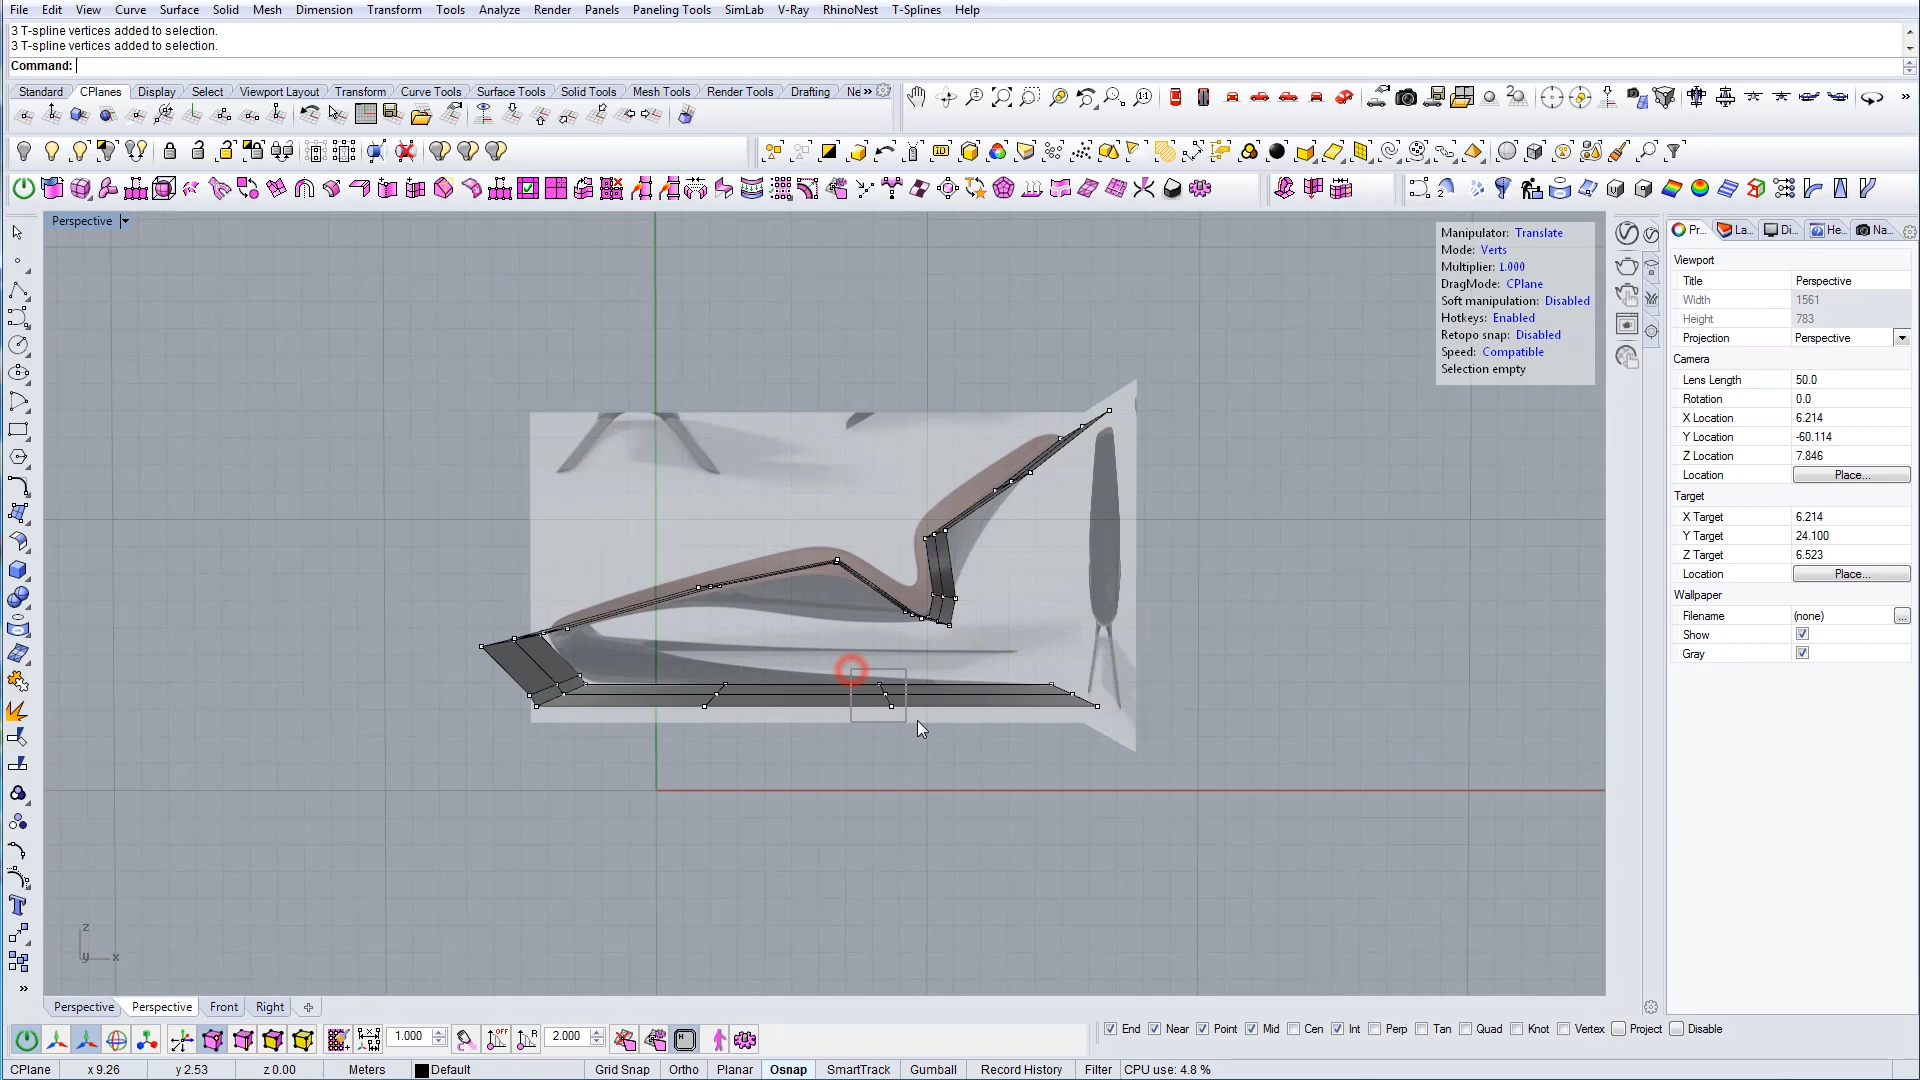 File Edit View Curve Surface Solid Mesh Dimension Transform Tools Analyze Render Panels Paneling Tools SimLab V-Ray RhinoNest T-Splines Help
3 T-spline vertices added to selection.
3 T-spline vertices added to selection.
Command:
Standard CPlanes Display Select Viewport Layout Transform Curve Tools Surface Tools Solid Tools Mesh Tools Render Tools Drafting Ne »
Perspective
Manipulator: Translate
Mode: Verts
Multiplier: 1.000
DragMode: CPlane
Soft manipulation: Disabled
Hotkeys: Enabled
Retopo snap: Disabled
Speed: Compatible
Selection empty
Pr... La... Di... He... Na...
Viewport
Title Perspective
Width 1561
Height 783
Projection Perspective
Camera
Lens Length 50.0
Rotation 0.0
X Location 6.214
Y Location -60.114
Z Location 7.846
Location Place...
Target
X Target 6.214
Y Target 24.100
Z Target 6.523
Location Place...
Wallpaper
Filename (none) ...
Show
Gray
z
y x
Perspective Perspective Front Right
1.000 OFF R 2.000 H
End Near Point Mid Cen Int Perp Tan Quad Knot Vertex Project Disable
CPlane x 9.26 y 2.53 z 0.00 Meters Default Grid Snap Ortho Planar Osnap SmartTrack Gumball Record History Filter CPU use: 4.8 %